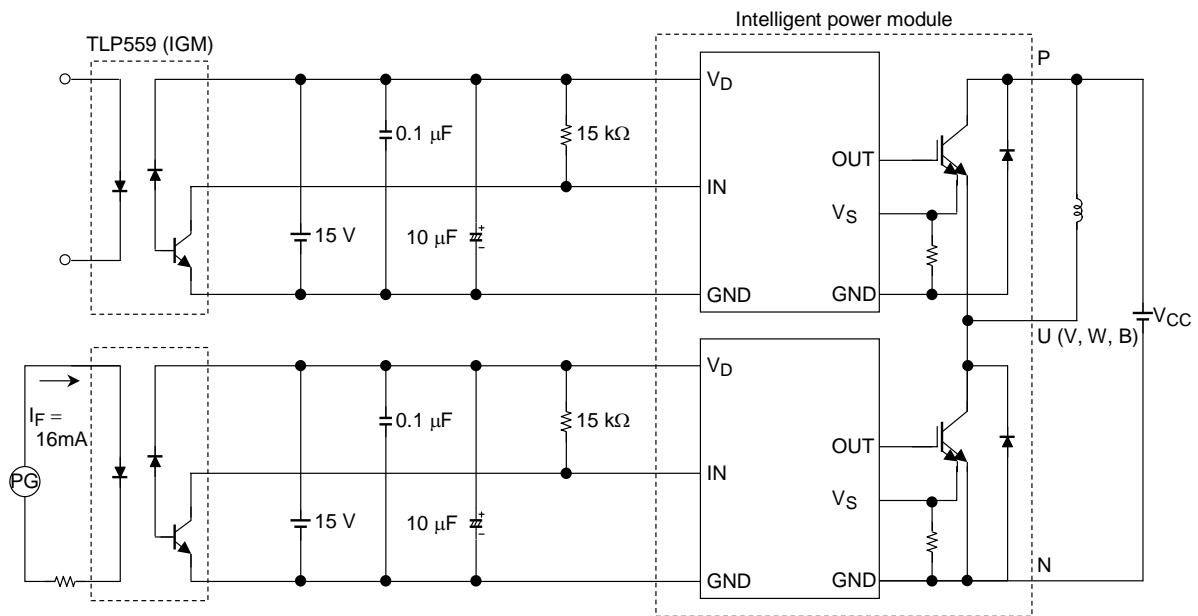 Intelligent power module
TLP559 (IGM)
P
V_D
0.1 μF
15 kΩ
OUT
IN
V_S
15 V
10 μF
+
−
GND
GND
V_CC
U (V, W, B)
V_D
I_F =
16mA
0.1 μF
15 kΩ
OUT
IN
PG
V_S
15 V
10 μF
+
−
N
GND
GND